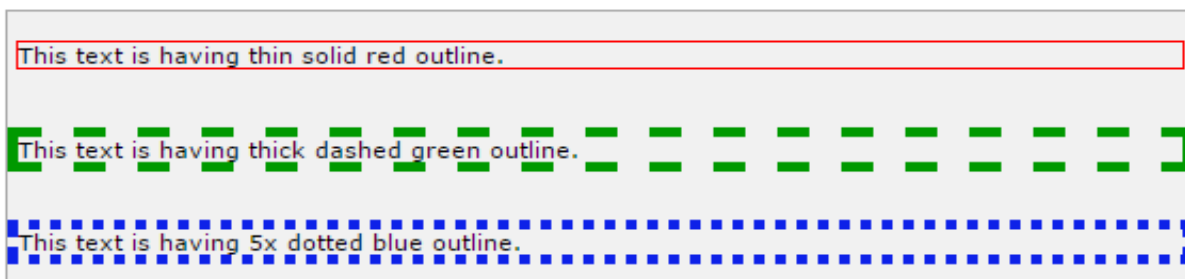 This text is having thin solid red outline.
This text is having thick dashed green outline.
This text is having 5x dotted blue outline.